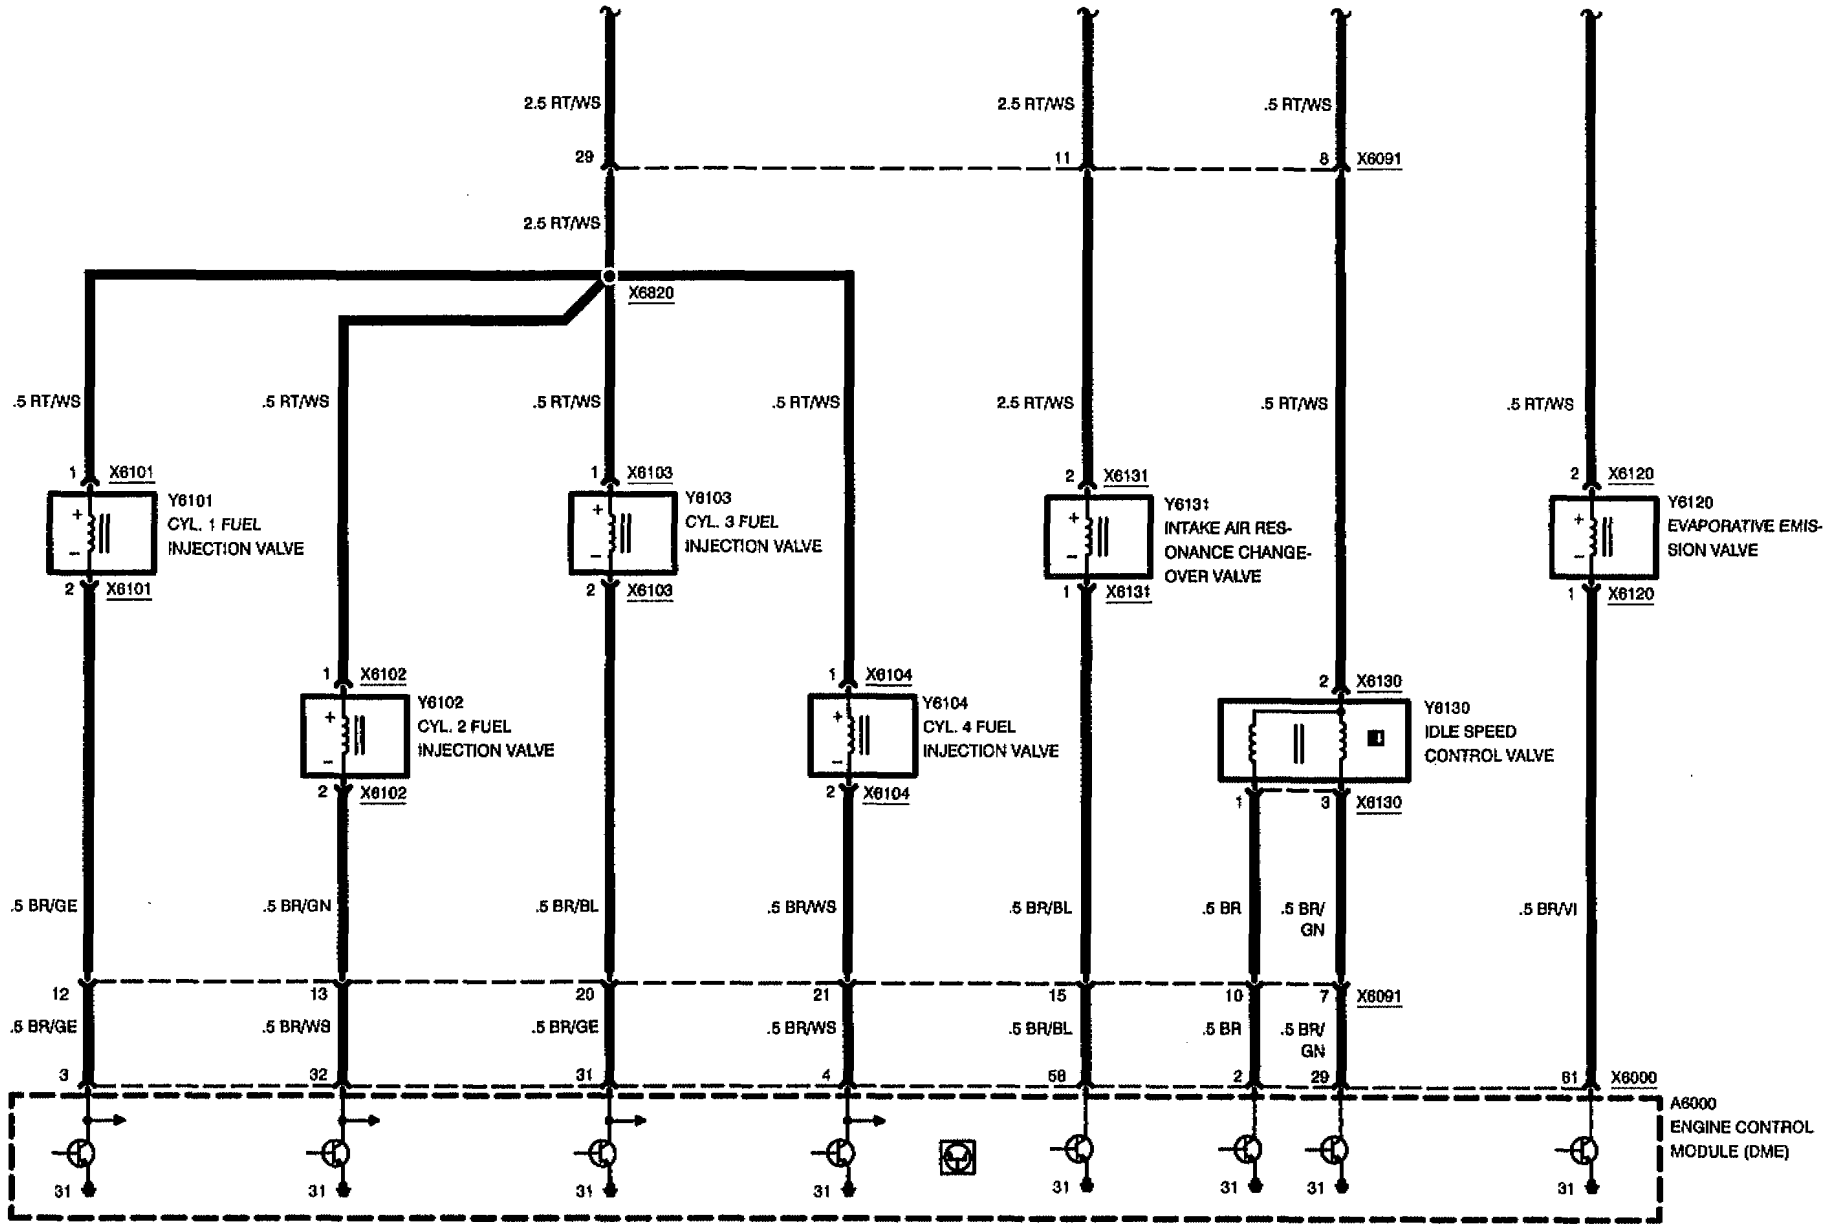 2.5 RT/WS
2.5 RT/WS
.5 RT/WS
29
11
8
X6091
2.5 RT/WS
X6820
.5 RT/WS
.5 RT/WS
.5 RT/WS
.5 RT/WS
2.5 RT/WS
.5 RT/WS
.5 RT/WS
1
X6101
1
X6103
2
X6131
2
X6120
Y6101
CYL. 1 FUEL
INJECTION VALVE
+
−
Y6103
CYL. 3 FUEL
INJECTION VALVE
+
−
Y6131
INTAKE AIR RES-
ONANCE CHANGE-
OVER VALVE
+
−
Y6120
EVAPORATIVE EMIS-
SION VALVE
+
−
2
X6101
2
X6103
1
X6131
1
X6120
1
X6102
1
X6104
2
X6130
Y6102
CYL. 2 FUEL
INJECTION VALVE
+
−
Y6104
CYL. 4 FUEL
INJECTION VALVE
+
−
Y6130
IDLE SPEED
CONTROL VALVE
2
X6102
2
X6104
1
3
X6130
.5 BR/GE
.5 BR/GN
.5 BR/BL
.5 BR/WS
.5 BR/BL
.5 BR
.5 BR/
GN
.5 BR/VI
12
13
20
21
15
10
7
X6091
.5 BR/GE
.5 BR/WS
.5 BR/GE
.5 BR/WS
.5 BR/BL
.5 BR
.5 BR/
GN
3
32
31
4
58
2
29
61
X6000
A6000
ENGINE CONTROL
MODULE (DME)
31
31
31
31
31
31
31
31